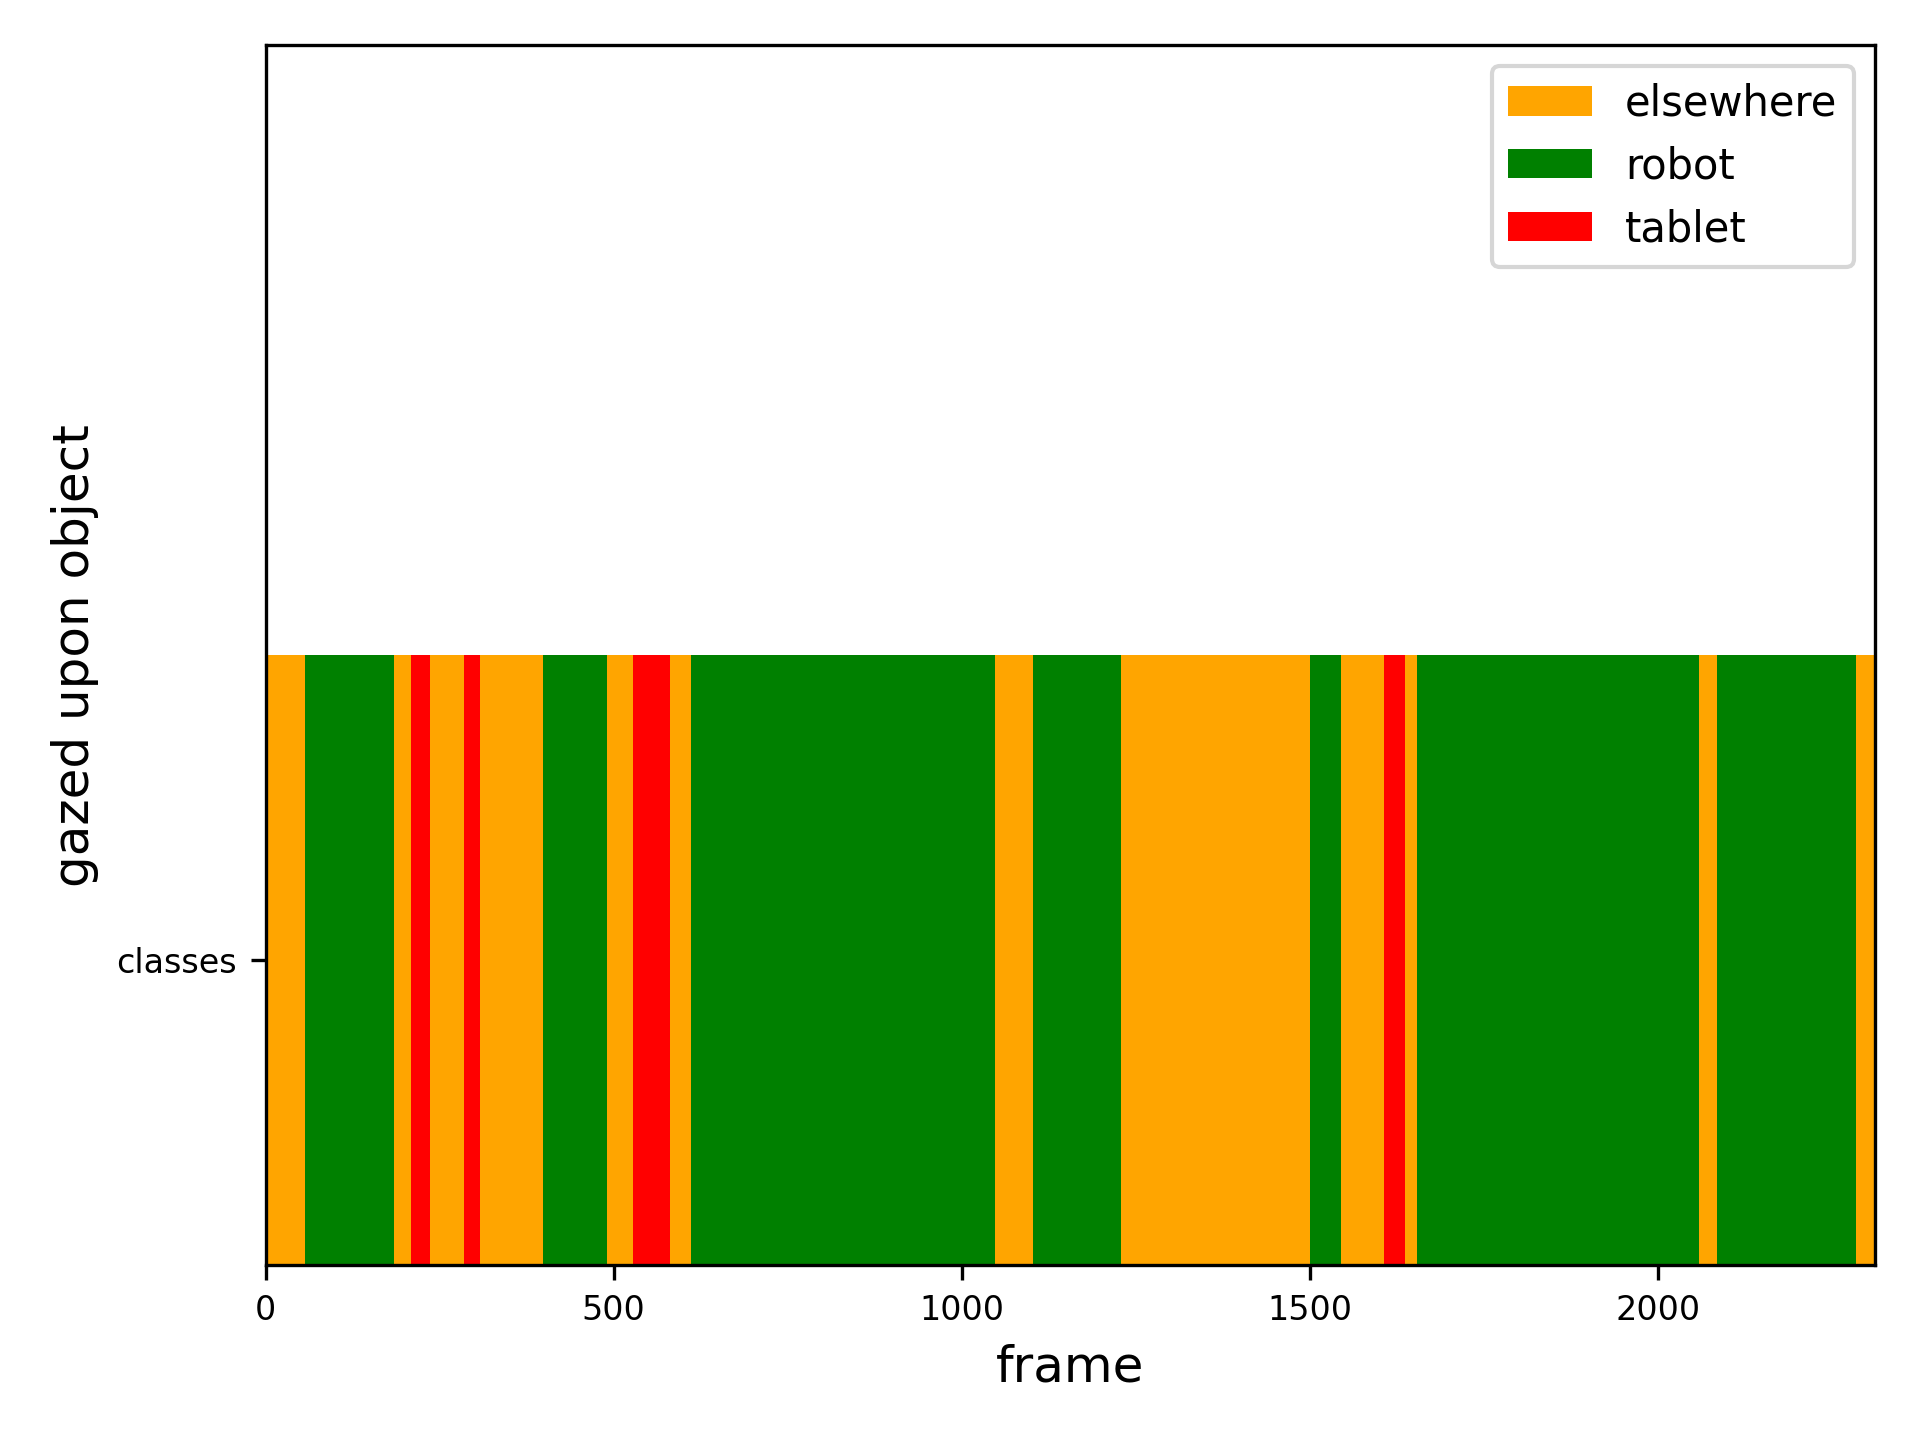 elsewhere
robot
tablet
gazed upon object
classes
0 500 1000 1500 2000
frame